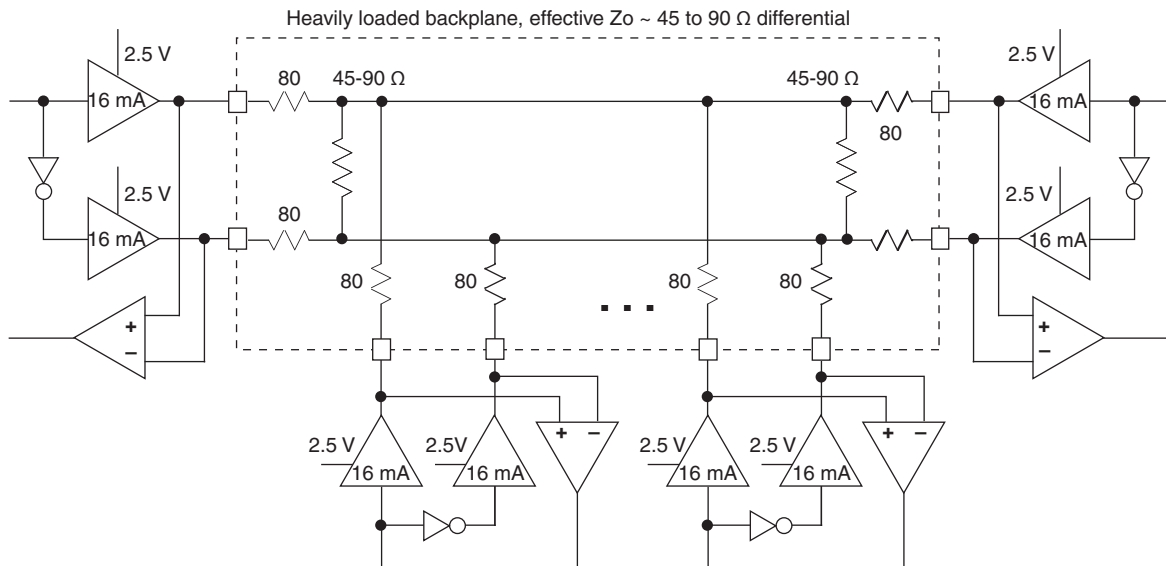 Heavily loaded backplane, effective Zo ~ 45 to 90 Ω differential
2.5 V
16 mA
80
45-90 Ω
45-90 Ω
80
2.5 V
16 mA
2.5 V
16 mA
80
2.5 V
16 mA
80
80
80
80
. . .
+
−
+
−
2.5 V
16 mA
2.5V
16 mA
+ −
2.5 V
16 mA
2.5 V
16 mA
+ −